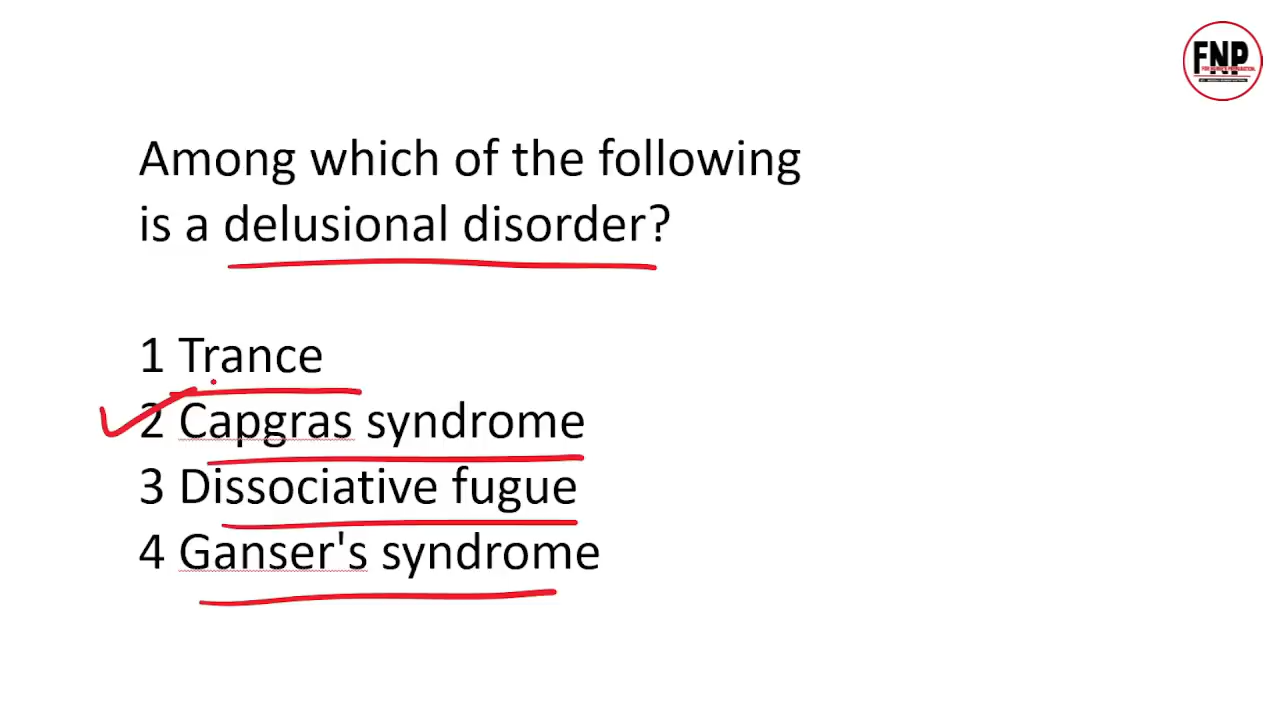 FNP
Among which of the following
is a delusional disorder?
1 Trance
2 Capgras syndrome
3 Dissociative fugue
4 Ganser's syndrome